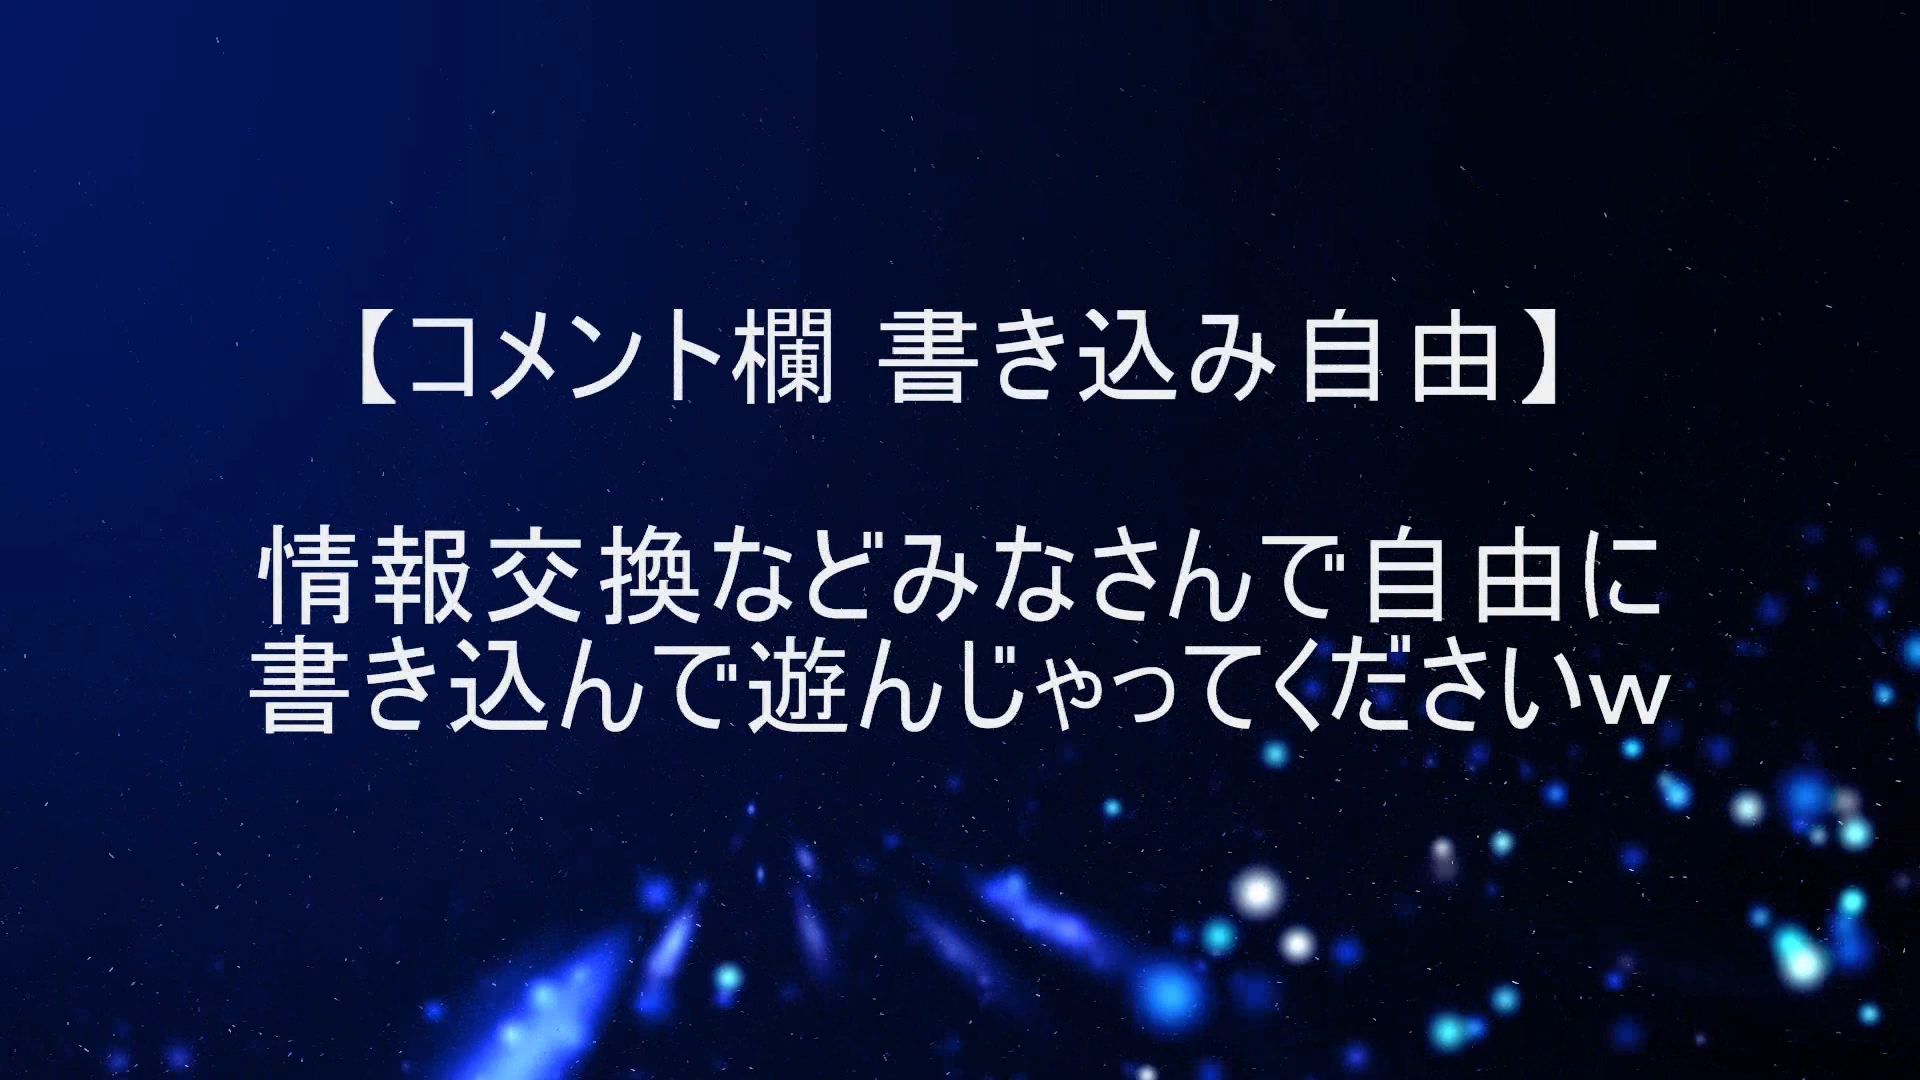 【コメント欄 書き込み自由】
情報交換などみなさんで自由に
書き込んで遊んじゃってくださいw